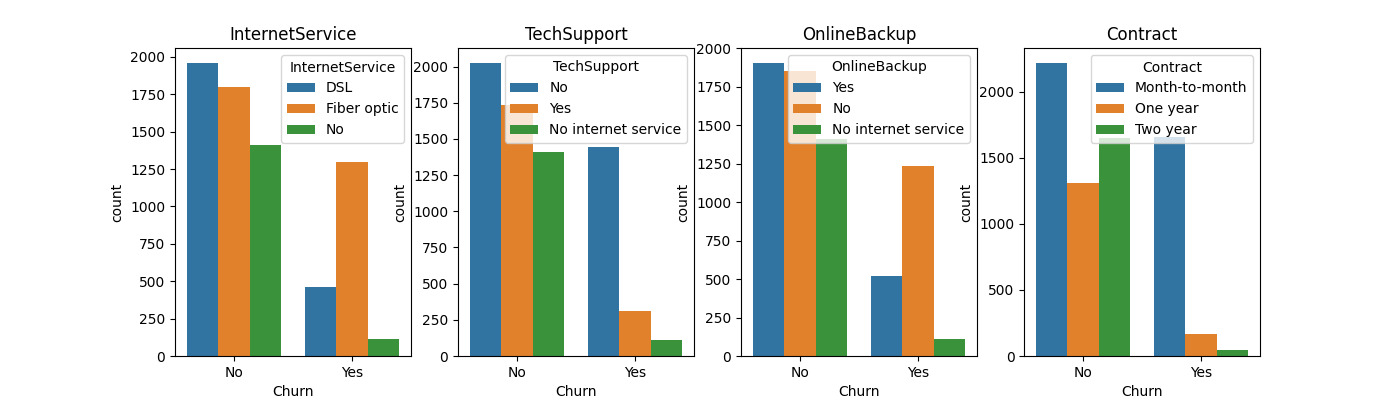 InternetService
InternetService
DSL
Fiber optic
No
2000
1750
1500
1250
1000
750
500
250
0
count
No
Yes
Churn
TechSupport
TechSupport
No
Yes
No internet service
2000
1750
1500
1250
1000
750
500
250
0
count
No
Yes
Churn
OnlineBackup
OnlineBackup
Yes
No
No internet service
2000
1750
1500
1250
1000
750
500
250
0
count
No
Yes
Churn
Contract
Contract
Month-to-month
One year
Two year
2000
1500
1000
500
0
count
No
Yes
Churn